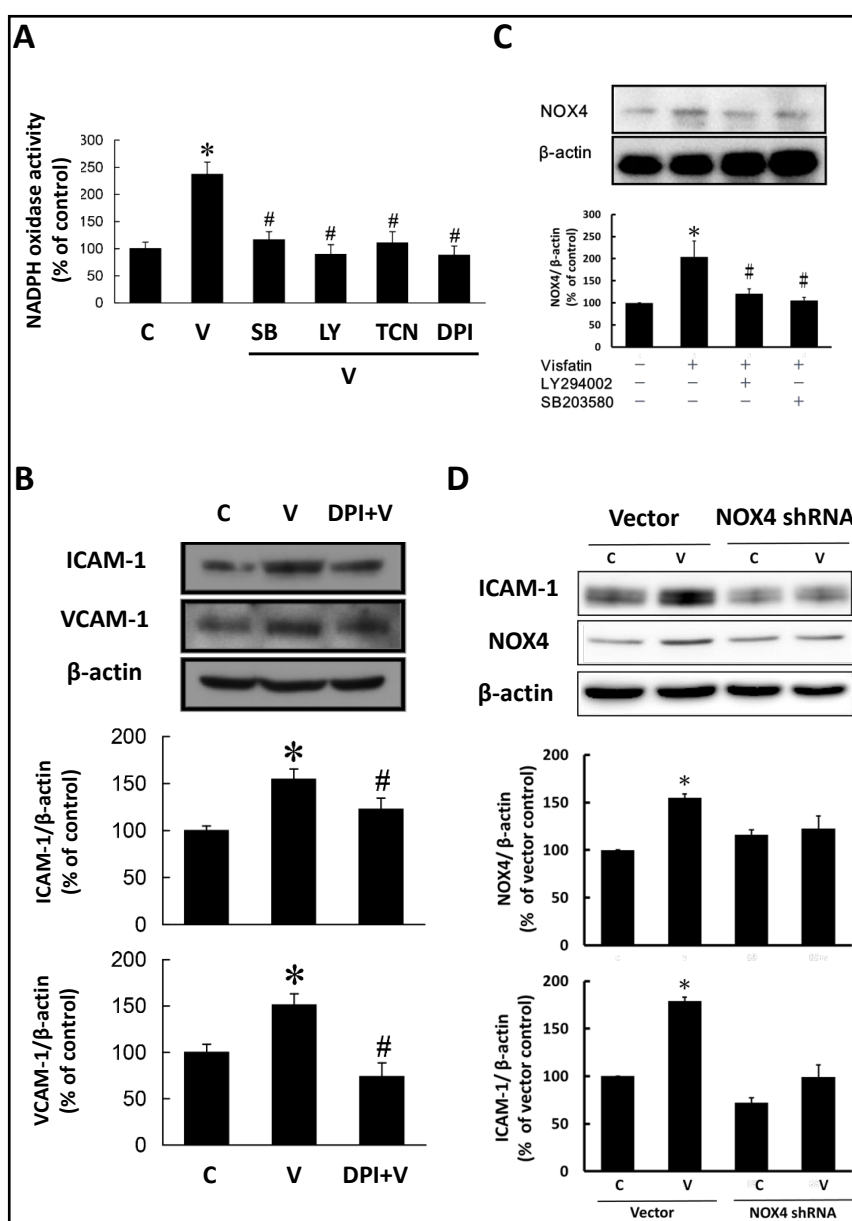 A
NADPH oxidase activity
(% of control)
300
250
200
150
100
50
0
*
#
#
#
#
C V SB LY TCN DPI
V
C
NOX4
β-actin
NOX4/ β-actin
(% of control)
300
250
200
150
100
50
0
*
#
#
Visfatin − + + +
LY294002 − − + −
SB203580 − − − +
B
C V DPI+V
ICAM-1
VCAM-1
β-actin
ICAM-1/β-actin
(% of control)
200
150
100
50
0
*
#
VCAM-1/β-actin
(% of control)
200
150
100
50
0
*
#
C V DPI+V
D
Vector NOX4 shRNA
C V C V
ICAM-1
NOX4
β-actin
NOX4/ β-actin
(% of vector control)
200
150
100
50
0
*
ICAM-1/ β-actin
(% of vector control)
200
150
100
50
0
*
C V C V
Vector NOX4 shRNA